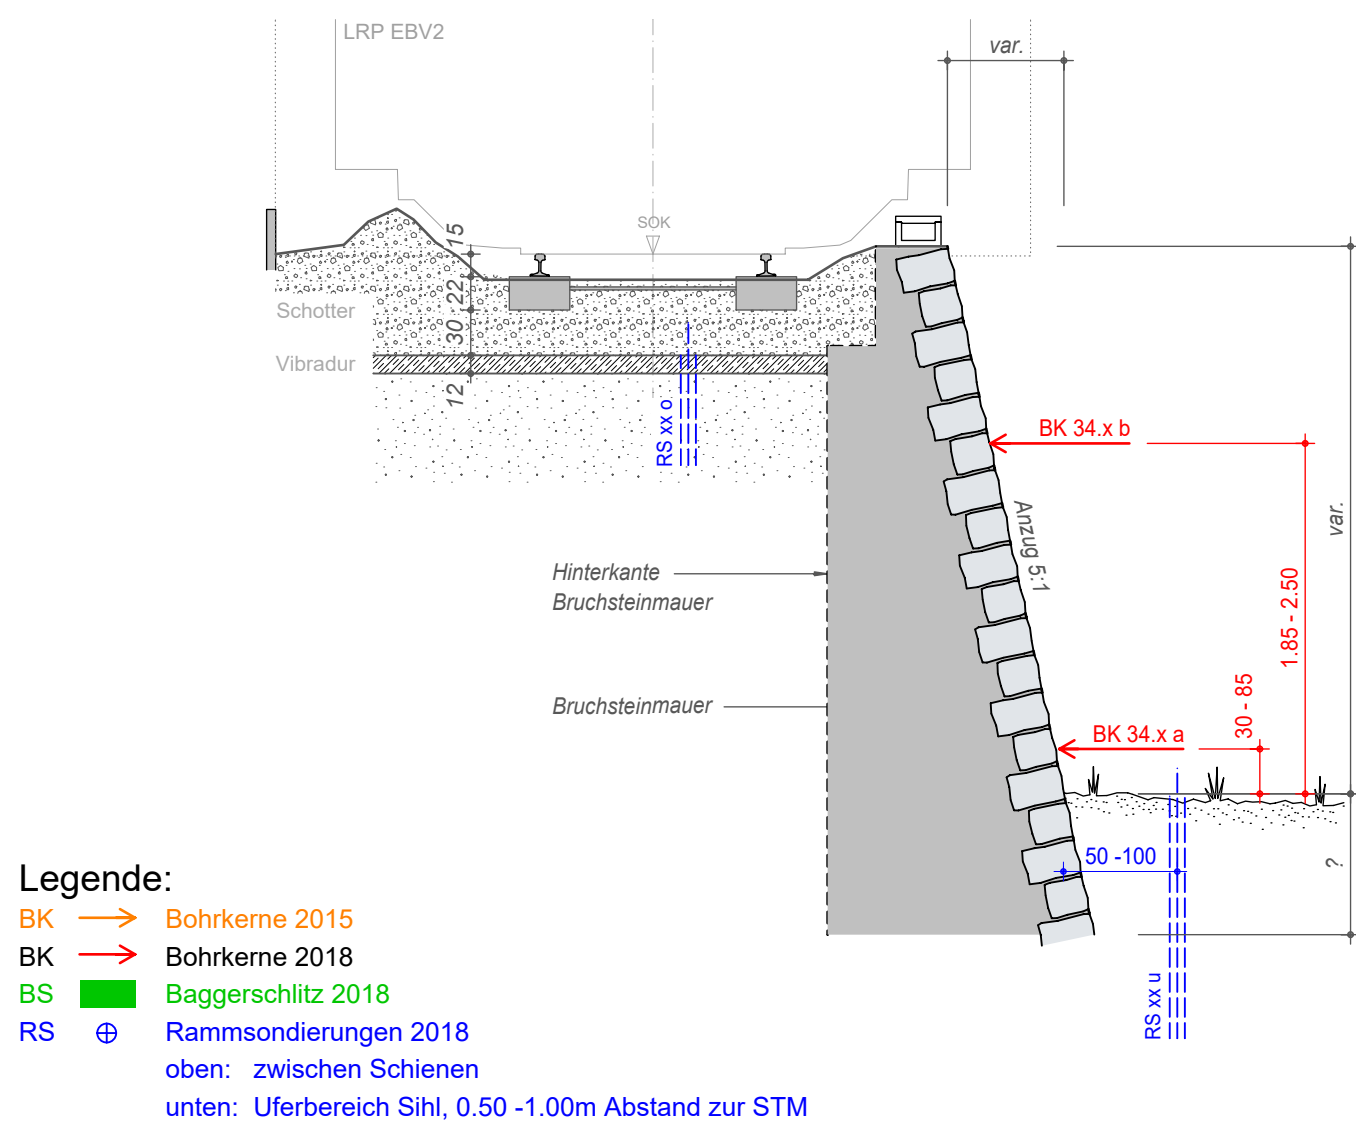 LRP EBV2
var.
SOK
15
22
30
12
Schotter
Vibradur
RS xx o
BK 34.x b
Anzug 5:1
var.
1.85 - 2.50
30 - 85
Hinterkante
Bruchsteinmauer
Bruchsteinmauer
BK 34.x a
50 -100
?
RS xx u
Legende:
BK Bohrkerne 2015
BK Bohrkerne 2018
BS Baggerschlitz 2018
RS Rammsondierungen 2018
oben: zwischen Schienen
unten: Uferbereich Sihl, 0.50 -1.00m Abstand zur STM